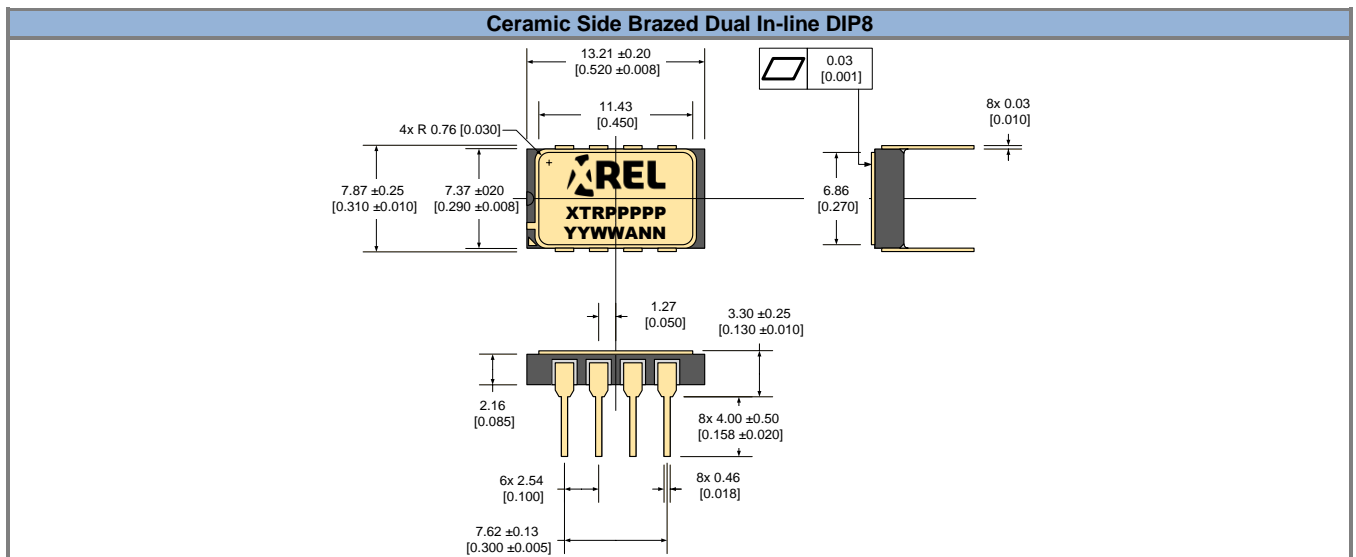 Ceramic Side Brazed Dual In-line DIP8
13.21 ±0.20
[0.520 ±0.008]
0.03
[0.001]
11.43
[0.450]
8x 0.03
[0.010]
4x R 0.76 [0.030]
7.87 ±0.25
[0.310 ±0.010]
7.37 ±020
[0.290 ±0.008]
+
XREL
XTRPPPPP
YYWWANN
6.86
[0.270]
1.27
[0.050]
3.30 ±0.25
[0.130 ±0.010]
2.16
[0.085]
8x 4.00 ±0.50
[0.158 ±0.020]
6x 2.54
[0.100]
8x 0.46
[0.018]
7.62 ±0.13
[0.300 ±0.005]